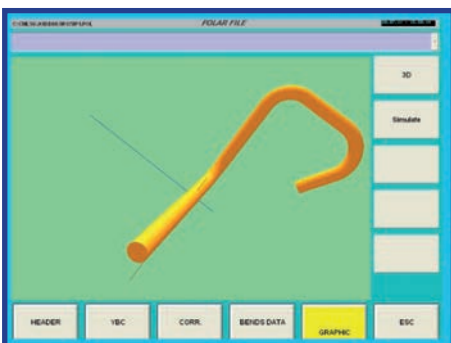 POLAR FILE
3D
Simulate
HEADER
YBC
CORR.
BENDS DATA
GRAPHIC
ESC